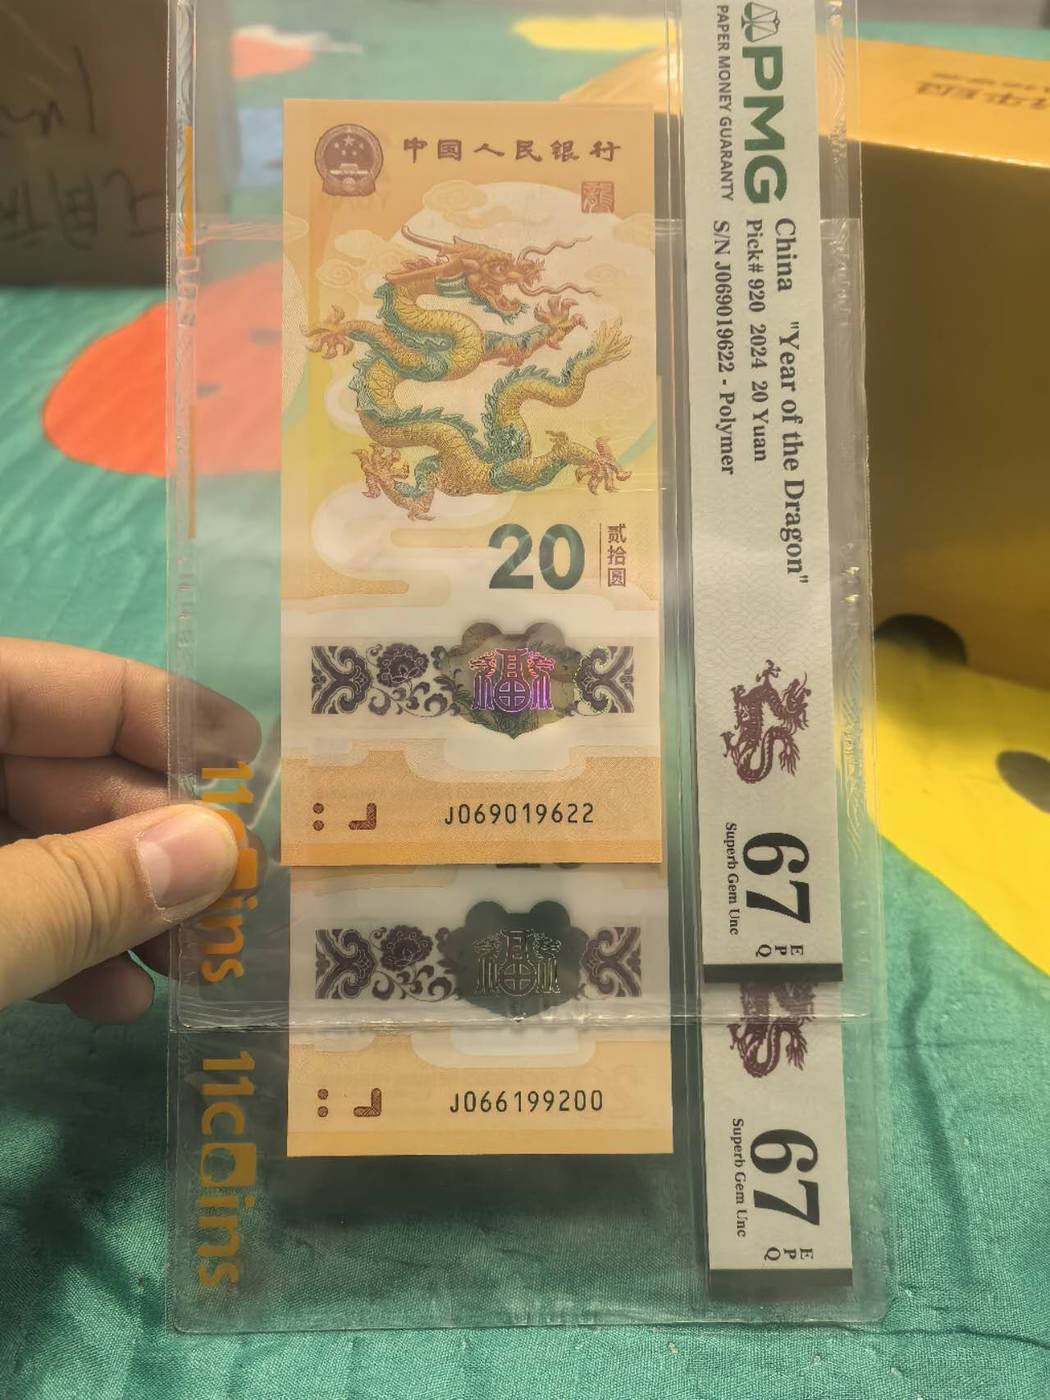 中国人民银行
龍
20
贰拾圆
J069019622
J066199200
PMG
PAPER MONEY GUARANTY
China "Year of the Dragon"
Pick# 920 2024 20 Yuan
S/N J069019622 - Polymer
67 EPQ
Superb Gem Unc
67 EPQ
Superb Gem Unc
11coins
11coins